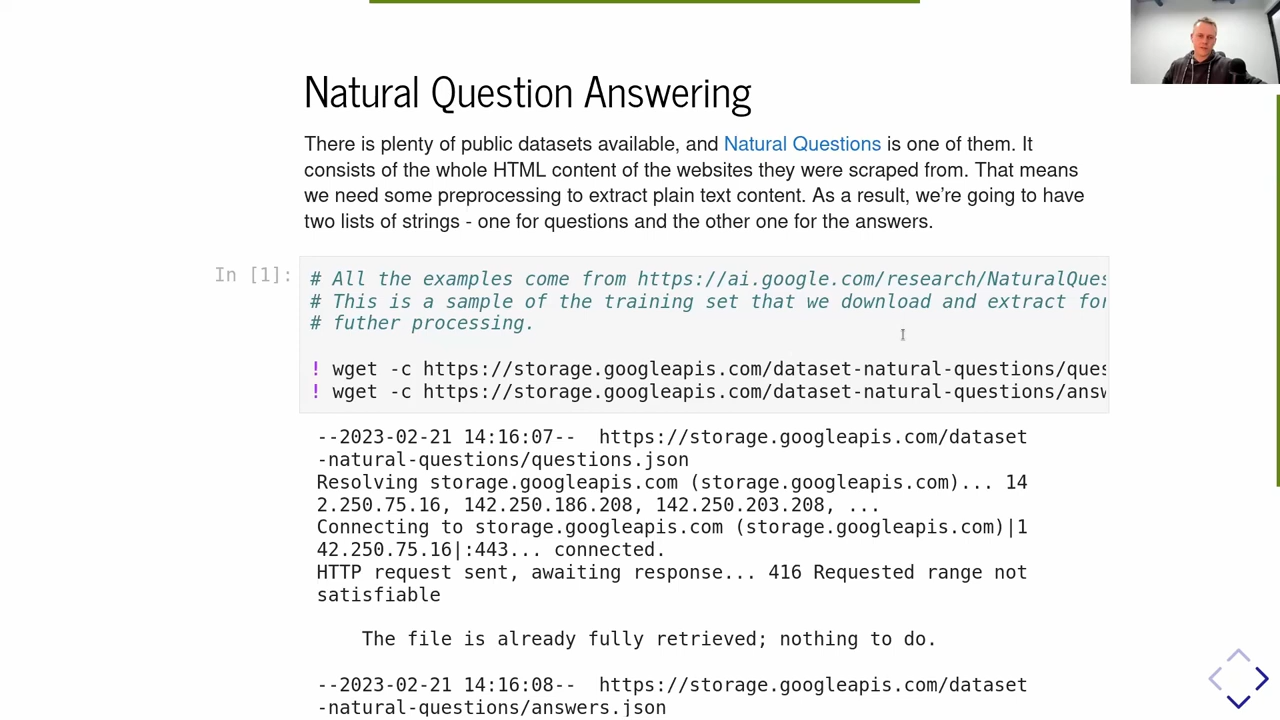 Natural Question Answering
There is plenty of public datasets available, and Natural Questions is one of them. It
consists of the whole HTML content of the websites they were scraped from. That means
we need some preprocessing to extract plain text content. As a result, we’re going to have
two lists of strings - one for questions and the other one for the answers.
In [1]:
# All the examples come from https://ai.google.com/research/NaturalQues
# This is a sample of the training set that we download and extract for
# futher processing.
! wget -c https://storage.googleapis.com/dataset-natural-questions/ques
! wget -c https://storage.googleapis.com/dataset-natural-questions/answ
--2023-02-21 14:16:07--  https://storage.googleapis.com/dataset
-natural-questions/questions.json
Resolving storage.googleapis.com (storage.googleapis.com)... 14
2.250.75.16, 142.250.186.208, 142.250.203.208, ...
Connecting to storage.googleapis.com (storage.googleapis.com)|1
42.250.75.16|:443... connected.
HTTP request sent, awaiting response... 416 Requested range not
satisfiable
The file is already fully retrieved; nothing to do.
--2023-02-21 14:16:08--  https://storage.googleapis.com/dataset
-natural-questions/answers.json